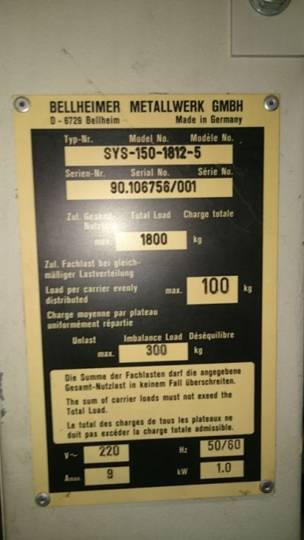 BELLHEIMER METALLWERK GMBH
D - 6729 Bellheim Made in Germany
Typ-Nr. Model No. Modèle No.
SYS-150-1812-5
Serien-Nr. Serial No. Série No.
90.106756/001
Zul. Gesamt- Total Load Charge totale
Nutzlast
max. 1800 kg
Zul. Fachlast bei gleich-
mäßiger Lastverteilung
Load per carrier evenly max. 100 kg
distributed
Charge moyenne par plateau
uniformément répartie
Unlast Imbalance Load Déséquilibre
max. 300 kg
Die Summe der Fachlasten darf die angegebene
Gesamt-Nutzlast in keinem Fall überschreiten.
The sum of carrier loads must not exeed the
Total Load.
Le total des charges de tous les plateaux ne
doit pas excéder la charge totale admissible.
V~ 220 Hz 50/60
Amax. 9 kW 1.0